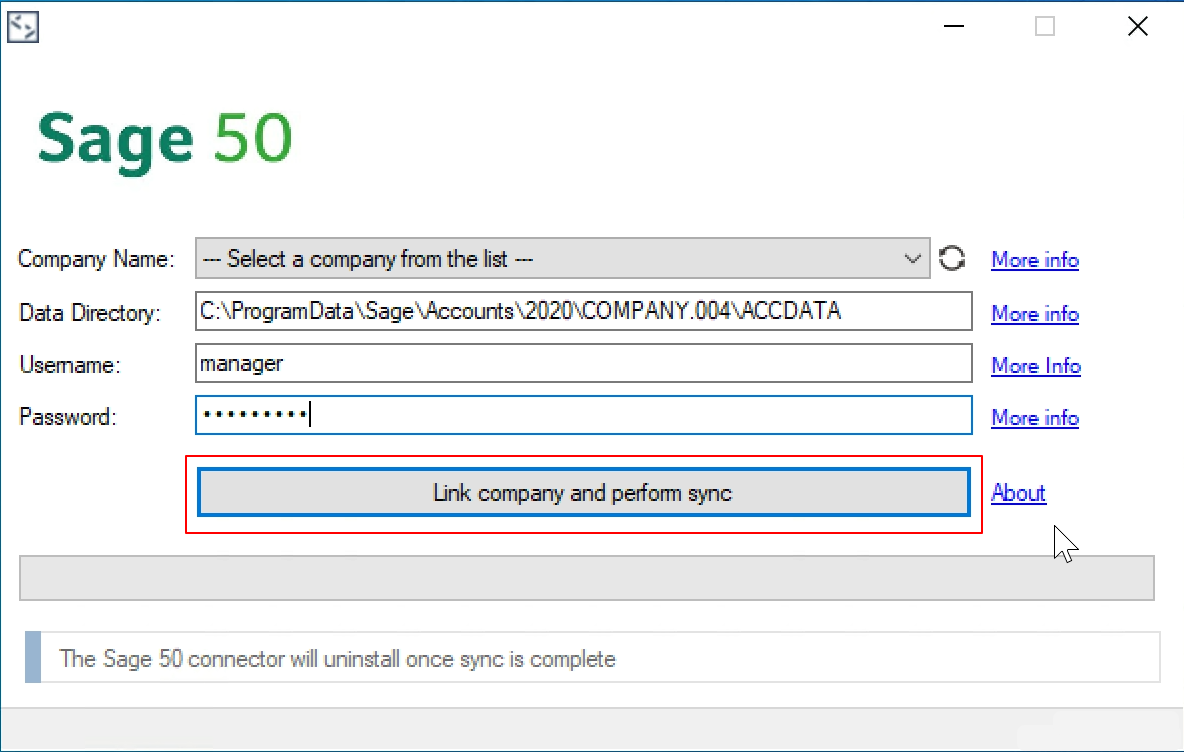 Sage 50
Company Name: --- Select a company from the list --- More info
Data Directory: C:\ProgramData\Sage\Accounts\2020\COMPANY.004\ACCDATA More info
Username: manager More Info
Password: ••••••••• More info
Link company and perform sync About
The Sage 50 connector will uninstall once sync is complete